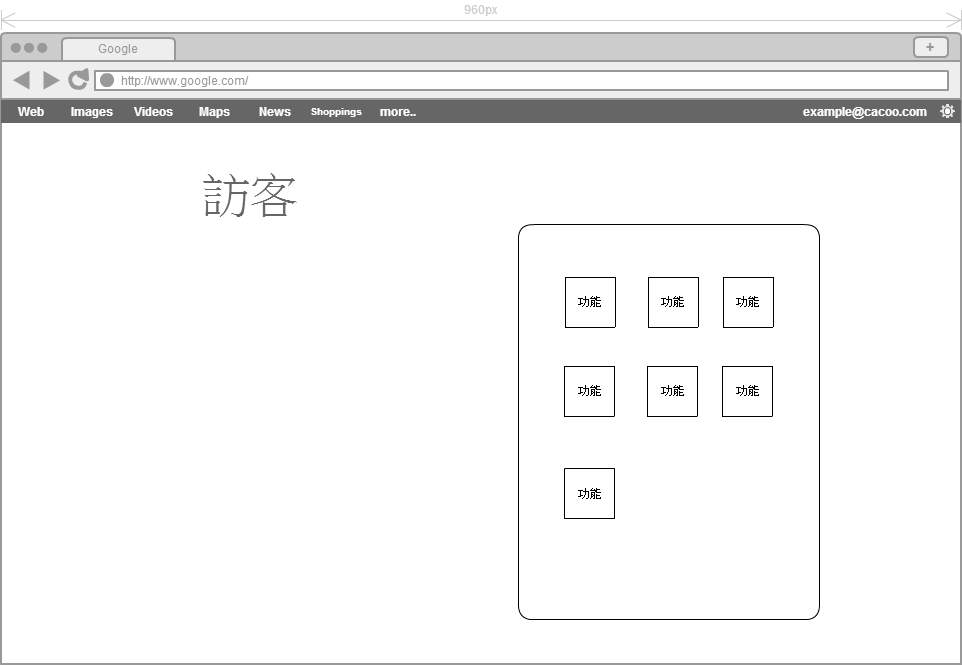 960px
Google
+
http://www.google.com/
Web Images Videos Maps News Shoppings more.. example@cacoo.com
訪客
功能 功能 功能
功能 功能 功能
功能